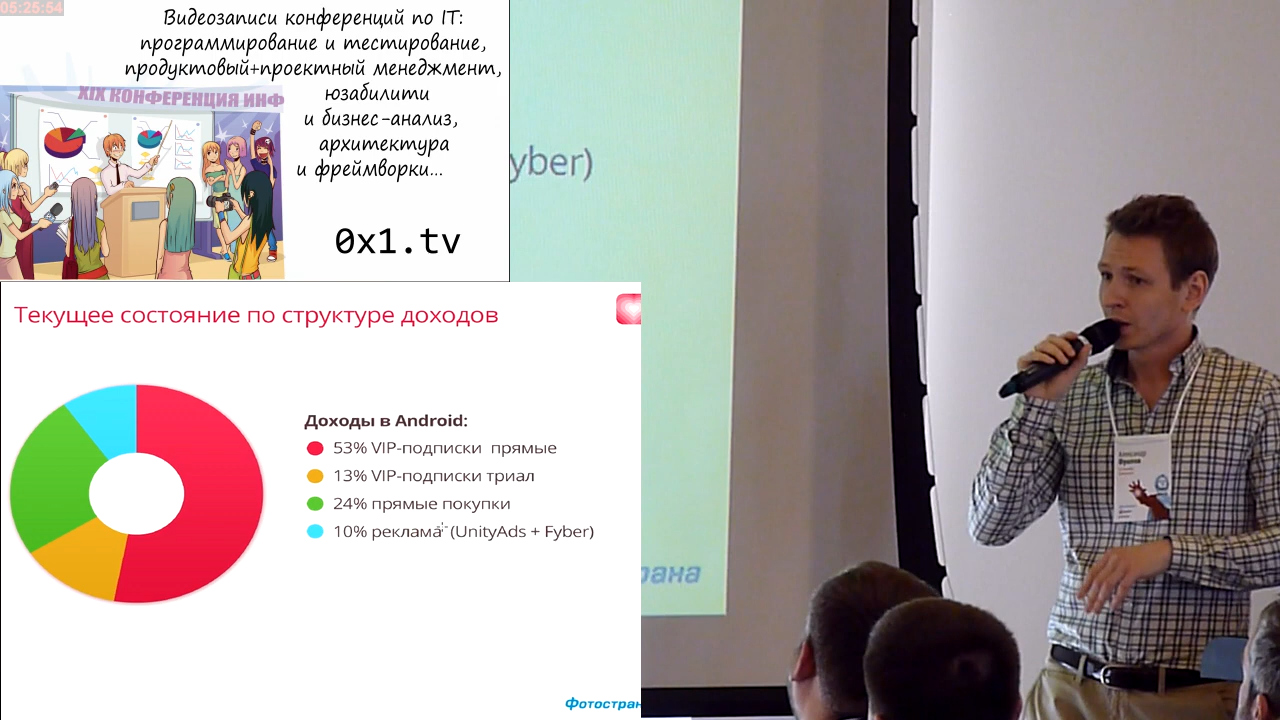 05:25:54
Видеозаписи конференций по IT:
программирование и тестирование,
продуктовый+проектный менеджмент,
юзабилити
и бизнес-анализ,
архитектура
и фреймворки...
XIX КОНФЕРЕНЦИЯ ИНФ
0x1.tv
yber)
Текущее состояние по структуре доходов
Доходы в Android:
53% VIP-подписки прямые
13% VIP-подписки триал
24% прямые покупки
10% реклама (UnityAds + Fyber)
Фотостран
рана
Александр